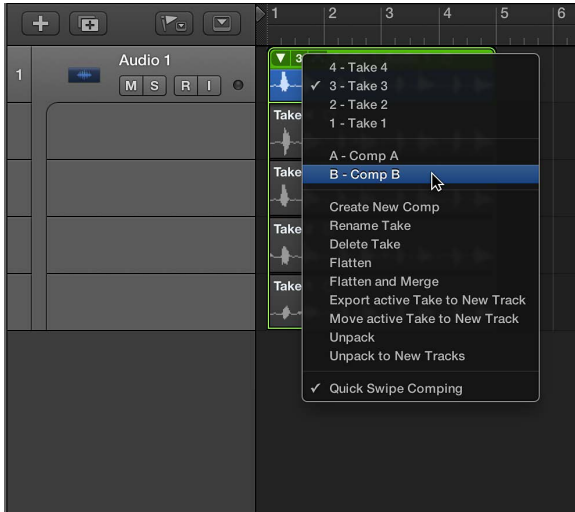 1 2 3 4 5 6
1
Audio 1
M S R I
3
4 - Take 4
✓ 3 - Take 3
2 - Take 2
1 - Take 1
A - Comp A
B - Comp B
Create New Comp
Rename Take
Delete Take
Flatten
Flatten and Merge
Export active Take to New Track
Move active Take to New Track
Unpack
Unpack to New Tracks
✓ Quick Swipe Comping
Take
Take
Take
Take